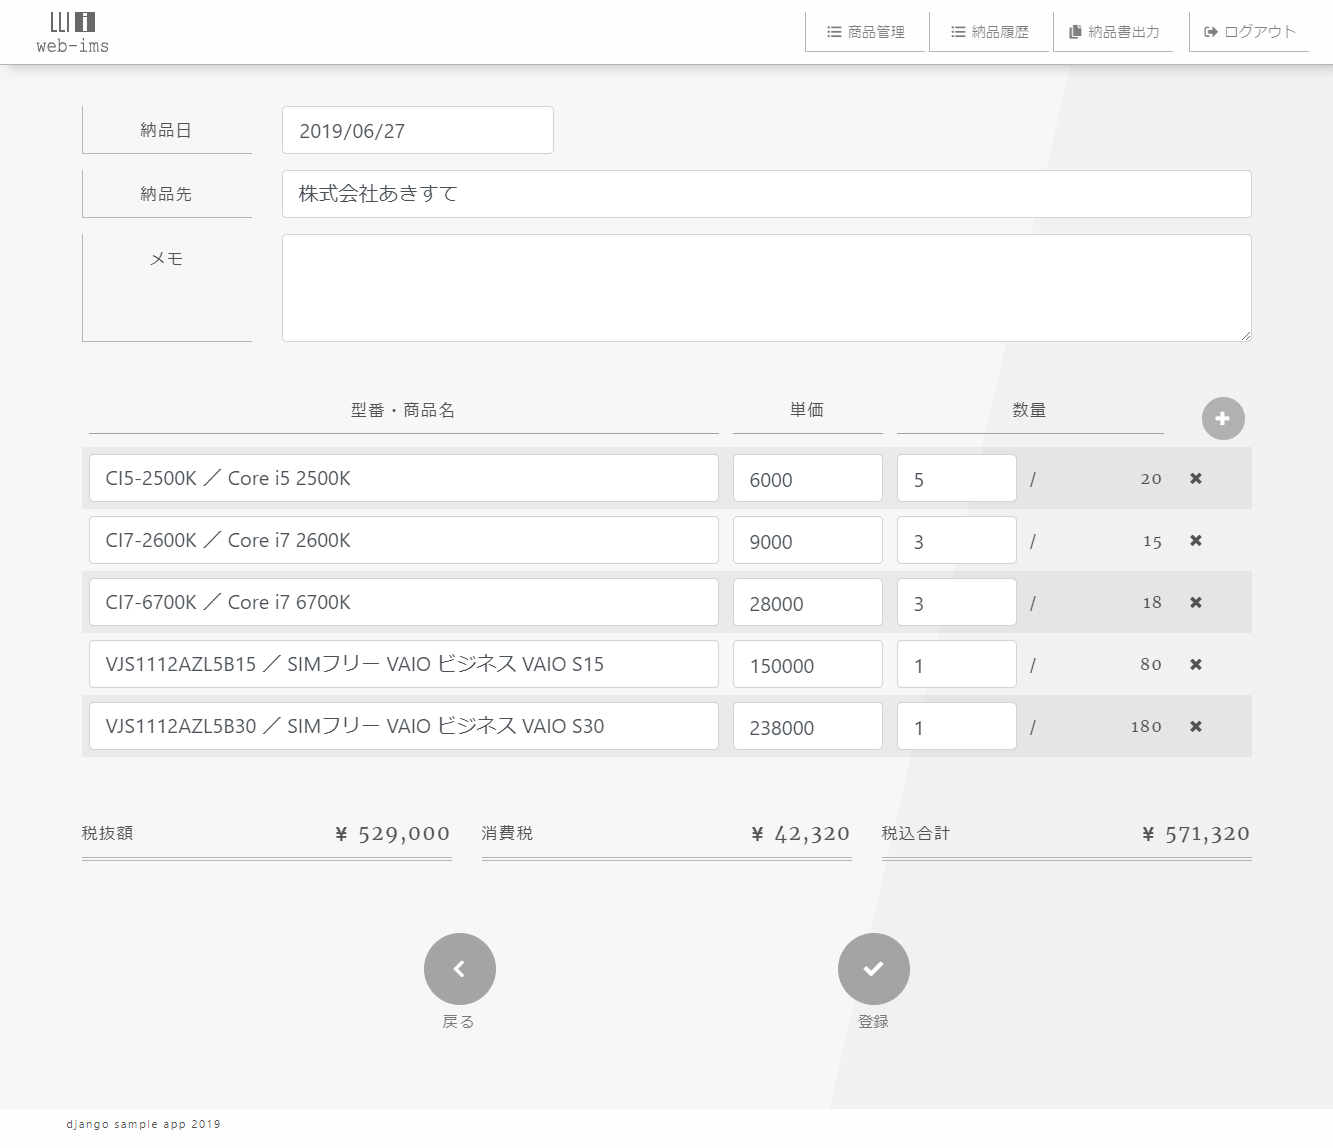 web-ims
商品管理 納品履歴 納品書出力 ログアウト
納品日 2019/06/27
納品先 株式会社あきすて
メモ
型番・商品名 単価 数量
CI5-2500K ／ Core i5 2500K 6000 5 / 20
CI7-2600K ／ Core i7 2600K 9000 3 / 15
CI7-6700K ／ Core i7 6700K 28000 3 / 18
VJS1112AZL5B15 ／ SIMフリー VAIO ビジネス VAIO S15 150000 1 / 80
VJS1112AZL5B30 ／ SIMフリー VAIO ビジネス VAIO S30 238000 1 / 180
税抜額 ¥ 529,000 消費税 ¥ 42,320 税込合計 ¥ 571,320
戻る 登録
django sample app 2019